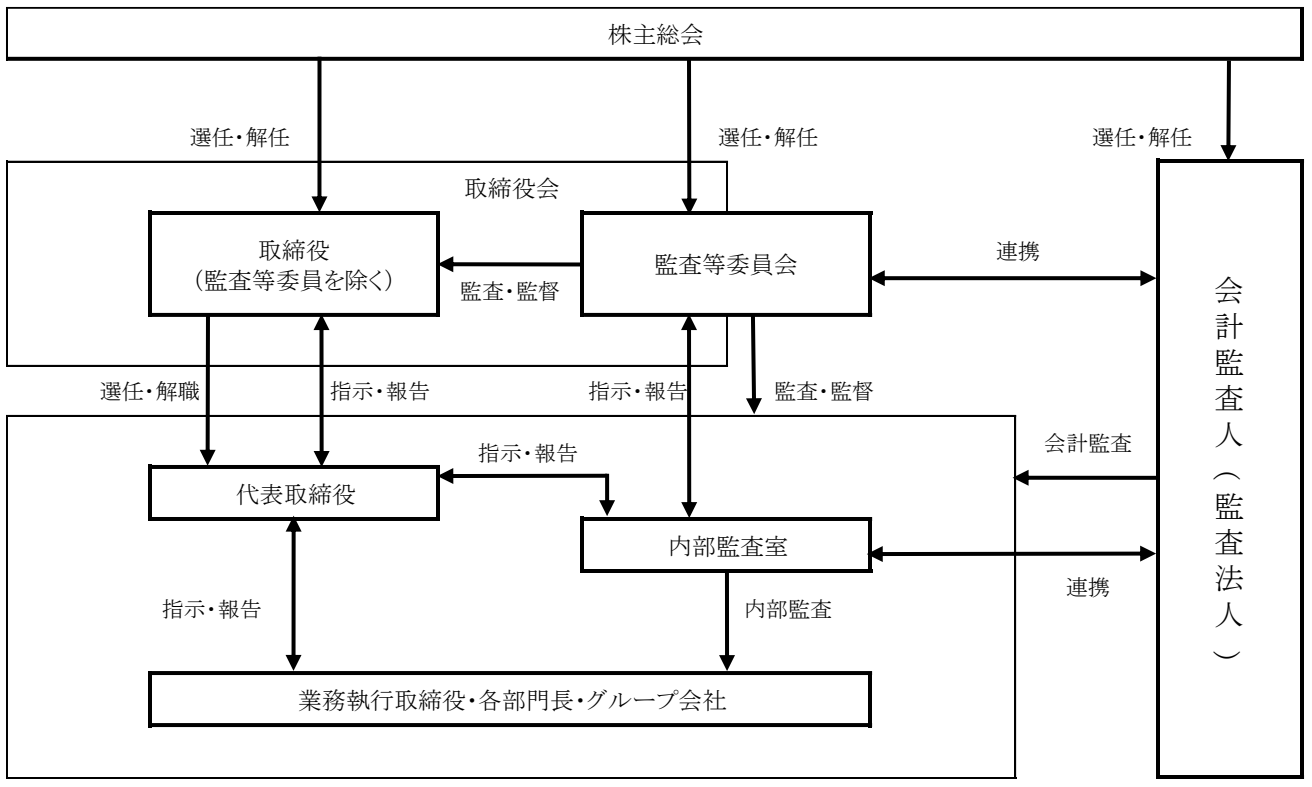 株主総会
選任・解任
選任・解任
選任・解任
取締役会
取締役
（監査等委員を除く）
監査等委員会
監査・監督
連携
会計監査人（監査法人）
選任・解職
指示・報告
指示・報告
監査・監督
会計監査
指示・報告
代表取締役
内部監査室
連携
指示・報告
内部監査
業務執行取締役・各部門長・グループ会社